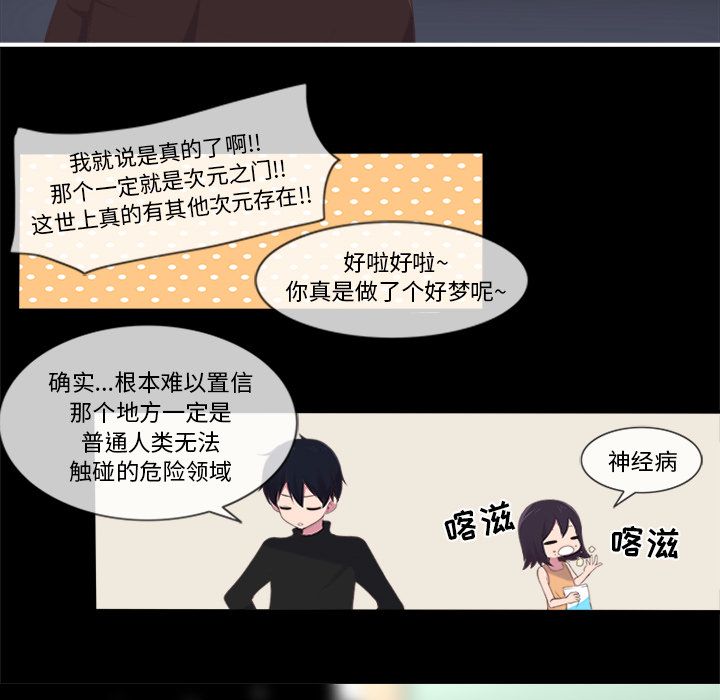 我就说是真的了啊!!
那个一定就是次元之门!!
这世上真的有其他次元存在!!
好啦好啦~
你真是做了个好梦呢~
确实...根本难以置信
那个地方一定是
普通人类无法
触碰的危险领域
神经病
喀滋
喀滋